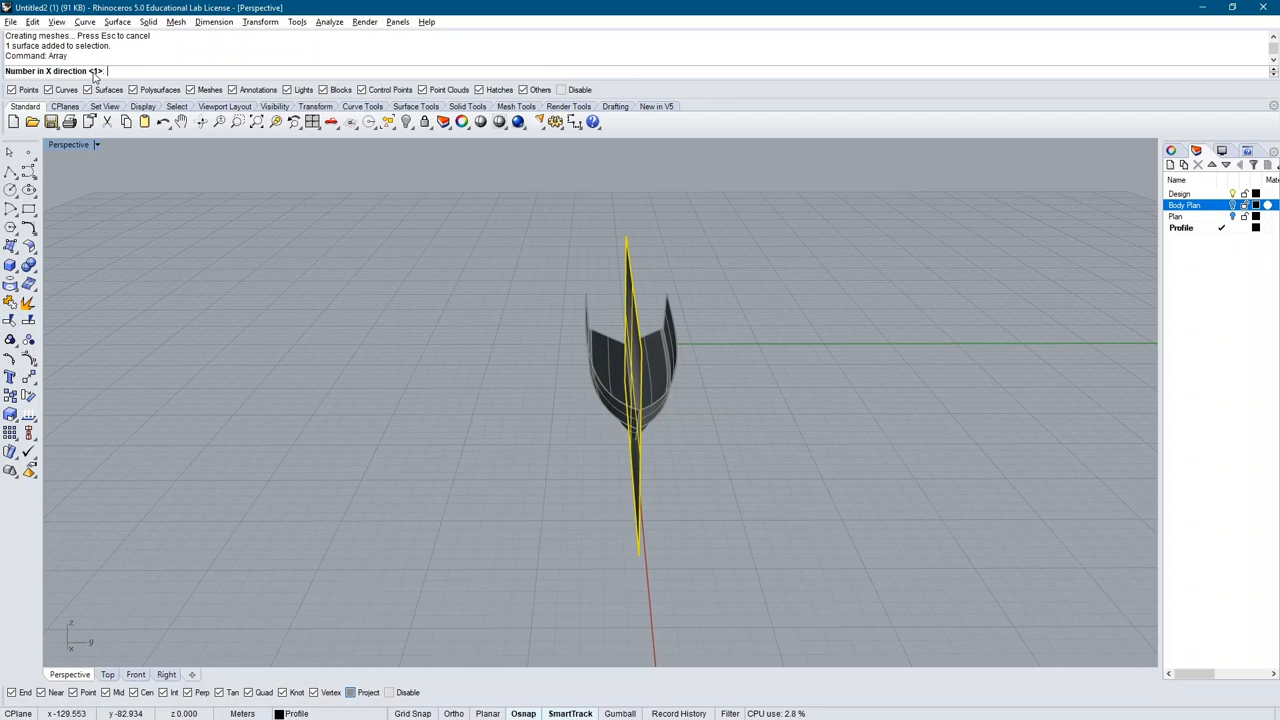 Untitled2 (1) (91 KB) - Rhinoceros 5.0 Educational Lab License - [Perspective]
File Edit View Curve Surface Solid Mesh Dimension Transform Tools Analyze Render Panels Help
Creating meshes... Press Esc to cancel
1 surface added to selection.
Command: Array
Number in X direction <1>:
Points Curves Surfaces Polysurfaces Meshes Annotations Lights Blocks Control Points Point Clouds Hatches Others Disable
Standard CPlanes Set View Display Select Viewport Layout Visibility Transform Curve Tools Surface Tools Solid Tools Mesh Tools Render Tools Drafting New in V5
Perspective
Name Mate
Design
Body Plan
Plan
Profile
z
y
x
Perspective Top Front Right
End Near Point Mid Cen Int Perp Tan Quad Knot Vertex Project Disable
CPlane x -129.553 y -82.934 z 0.000 Meters Profile Grid Snap Ortho Planar Osnap SmartTrack Gumball Record History Filter CPU use: 2.8 %